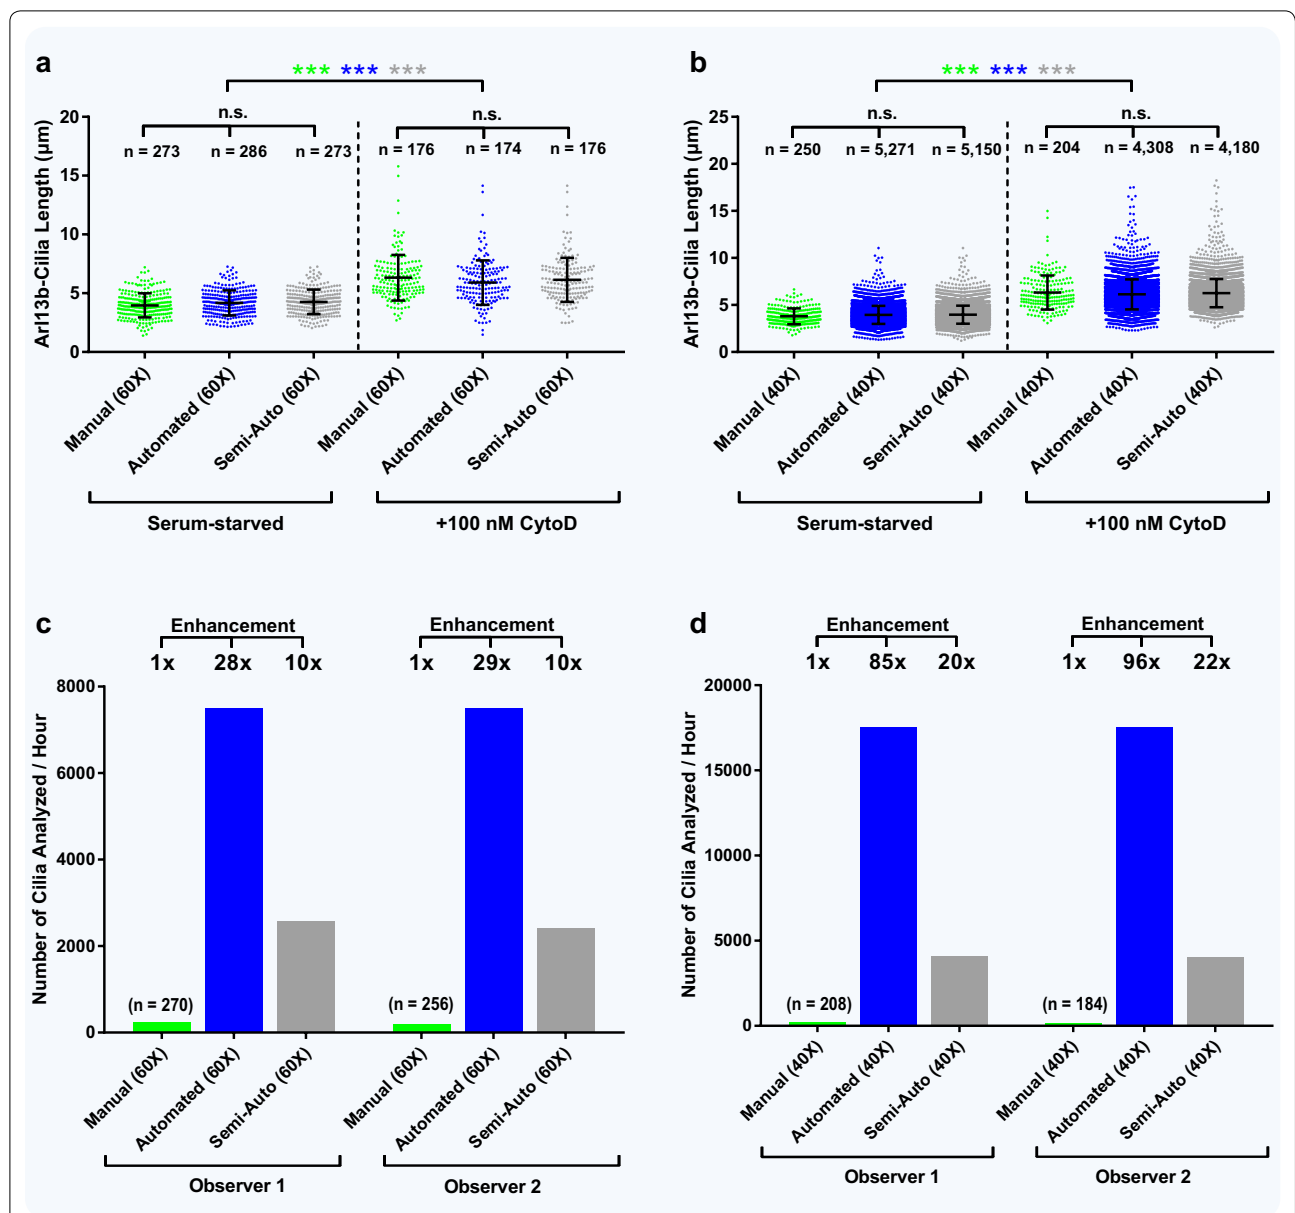 a
*** *** ***
n.s.
n.s.
n = 273
n = 286
n = 273
n = 176
n = 174
n = 176
Arl13b-Cilia Length (µm)
20
15
10
5
0
Manual (60X)
Automated (60X)
Semi-Auto (60X)
Manual (60X)
Automated (60X)
Semi-Auto (60X)
Serum-starved
+100 nM CytoD
b
*** *** ***
n.s.
n.s.
n = 250
n = 5,271
n = 5,150
n = 204
n = 4,308
n = 4,180
Arl13b-Cilia Length (µm)
25
20
15
10
5
0
Manual (40X)
Automated (40X)
Semi-Auto (40X)
Manual (40X)
Automated (40X)
Semi-Auto (40X)
Serum-starved
+100 nM CytoD
c
Enhancement
1x 28x 10x
Enhancement
1x 29x 10x
Number of Cilia Analyzed / Hour
8000
6000
4000
2000
0
(n = 270)
(n = 256)
Manual (60X)
Automated (60X)
Semi-Auto (60X)
Manual (60X)
Automated (60X)
Semi-Auto (60X)
Observer 1
Observer 2
d
Enhancement
1x 85x 20x
Enhancement
1x 96x 22x
Number of Cilia Analyzed / Hour
20000
15000
10000
5000
0
(n = 208)
(n = 184)
Manual (40X)
Automated (40X)
Semi-Auto (40X)
Manual (40X)
Automated (40X)
Semi-Auto (40X)
Observer 1
Observer 2